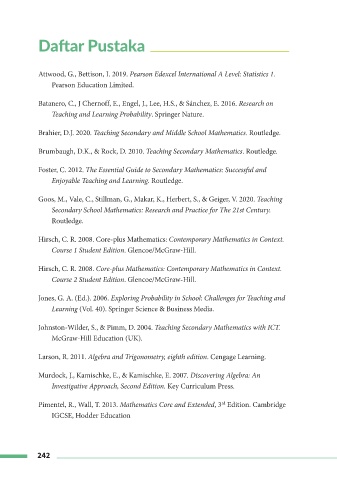 Daftar Pustaka
Attwood, G., Bettison, I. 2019. Pearson Edexcel International A Level: Statistics 1.
Pearson Education Limited.
Batanero, C., J Chernoff, E., Engel, J., Lee, H.S., & Sánchez, E. 2016. Research on
Teaching and Learning Probability. Springer Nature.
Brahier, D.J. 2020. Teaching Secondary and Middle School Mathematics. Routledge.
Brumbaugh, D.K., & Rock, D. 2010. Teaching Secondary Mathematics. Routledge.
Foster, C. 2012. The Essential Guide to Secondary Mathematics: Successful and
Enjoyable Teaching and Learning. Routledge.
Goos, M., Vale, C., Stillman, G., Makar, K., Herbert, S., & Geiger, V. 2020. Teaching
Secondary School Mathematics: Research and Practice for The 21st Century.
Routledge.
Hirsch, C. R. 2008. Core-plus Mathematics: Contemporary Mathematics in Context.
Course 1 Student Edition. Glencoe/McGraw-Hill.
Hirsch, C. R. 2008. Core-plus Mathematics: Contemporary Mathematics in Context.
Course 2 Student Edition. Glencoe/McGraw-Hill.
Jones, G. A. (Ed.). 2006. Exploring Probability in School: Challenges for Teaching and
Learning (Vol. 40). Springer Science & Business Media.
Johnston-Wilder, S., & Pimm, D. 2004. Teaching Secondary Mathematics with ICT.
McGraw-Hill Education (UK).
Larson, R. 2011. Algebra and Trigonometry, eighth edition. Cengage Learning.
Murdock, J., Kamischke, E., & Kamischke, E. 2007. Discovering Algebra: An
Investigative Approach, Second Edition. Key Curriculum Press.
Pimentel, R., Wall, T. 2013. Mathematics Core and Extended, 3rd Edition. Cambridge
IGCSE, Hodder Education
242